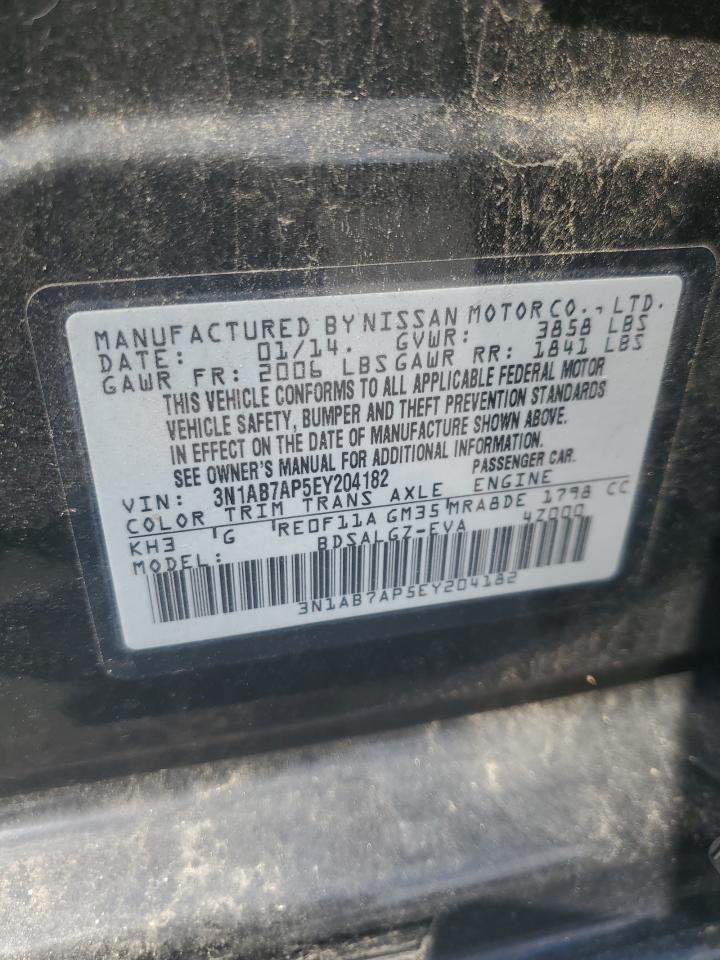 MANUFACTURED BY NISSAN MOTOR CO., LTD.
DATE: 01/14. GVWR: 3858 LBS
GAWR FR: 2006 LBS GAWR RR: 1841 LBS
THIS VEHICLE CONFORMS TO ALL APPLICABLE FEDERAL MOTOR
VEHICLE SAFETY, BUMPER AND THEFT PREVENTION STANDARDS
IN EFFECT ON THE DATE OF MANUFACTURE SHOWN ABOVE.
SEE OWNER'S MANUAL FOR ADDITIONAL INFORMATION.
VIN: 3N1AB7AP5EY204182 PASSENGER CAR.
COLOR TRIM TRANS AXLE ENGINE
KH3 G RE0F11A GM35 MRA8DE 1798 CC
MODEL: BDSALGZ-EVA 4Z000
3N1AB7AP5EY204182